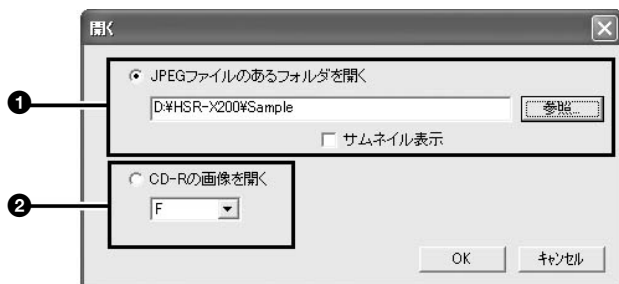 開く
❶
JPEGファイルのあるフォルダを開く
D:¥HSR-X200¥Sample
参照...
サムネイル表示
❷
CD-Rの画像を開く
F
OK
キャンセル